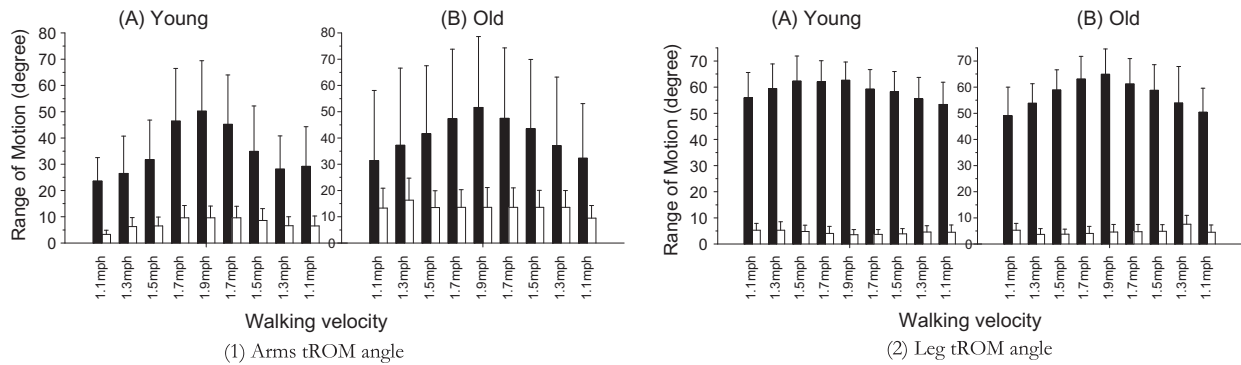 (A) Young
(B) Old
Range of Motion (degree)
80
70
60
50
40
30
20
10
0
80
70
60
50
40
30
20
10
0
1.1mph
1.3mph
1.5mph
1.7mph
1.9mph
1.7mph
1.5mph
1.3mph
1.1mph
1.1mph
1.3mph
1.5mph
1.7mph
1.9mph
1.7mph
1.5mph
1.3mph
1.1mph
Walking velocity
(1) Arms tROM angle
(A) Young
(B) Old
Range of Motion (degree)
70
60
50
40
30
20
10
0
70
60
50
40
30
20
10
0
1.1mph
1.3mph
1.5mph
1.7mph
1.9mph
1.7mph
1.5mph
1.3mph
1.1mph
1.1mph
1.3mph
1.5mph
1.7mph
1.9mph
1.7mph
1.5mph
1.3mph
1.1mph
Walking velocity
(2) Leg tROM angle